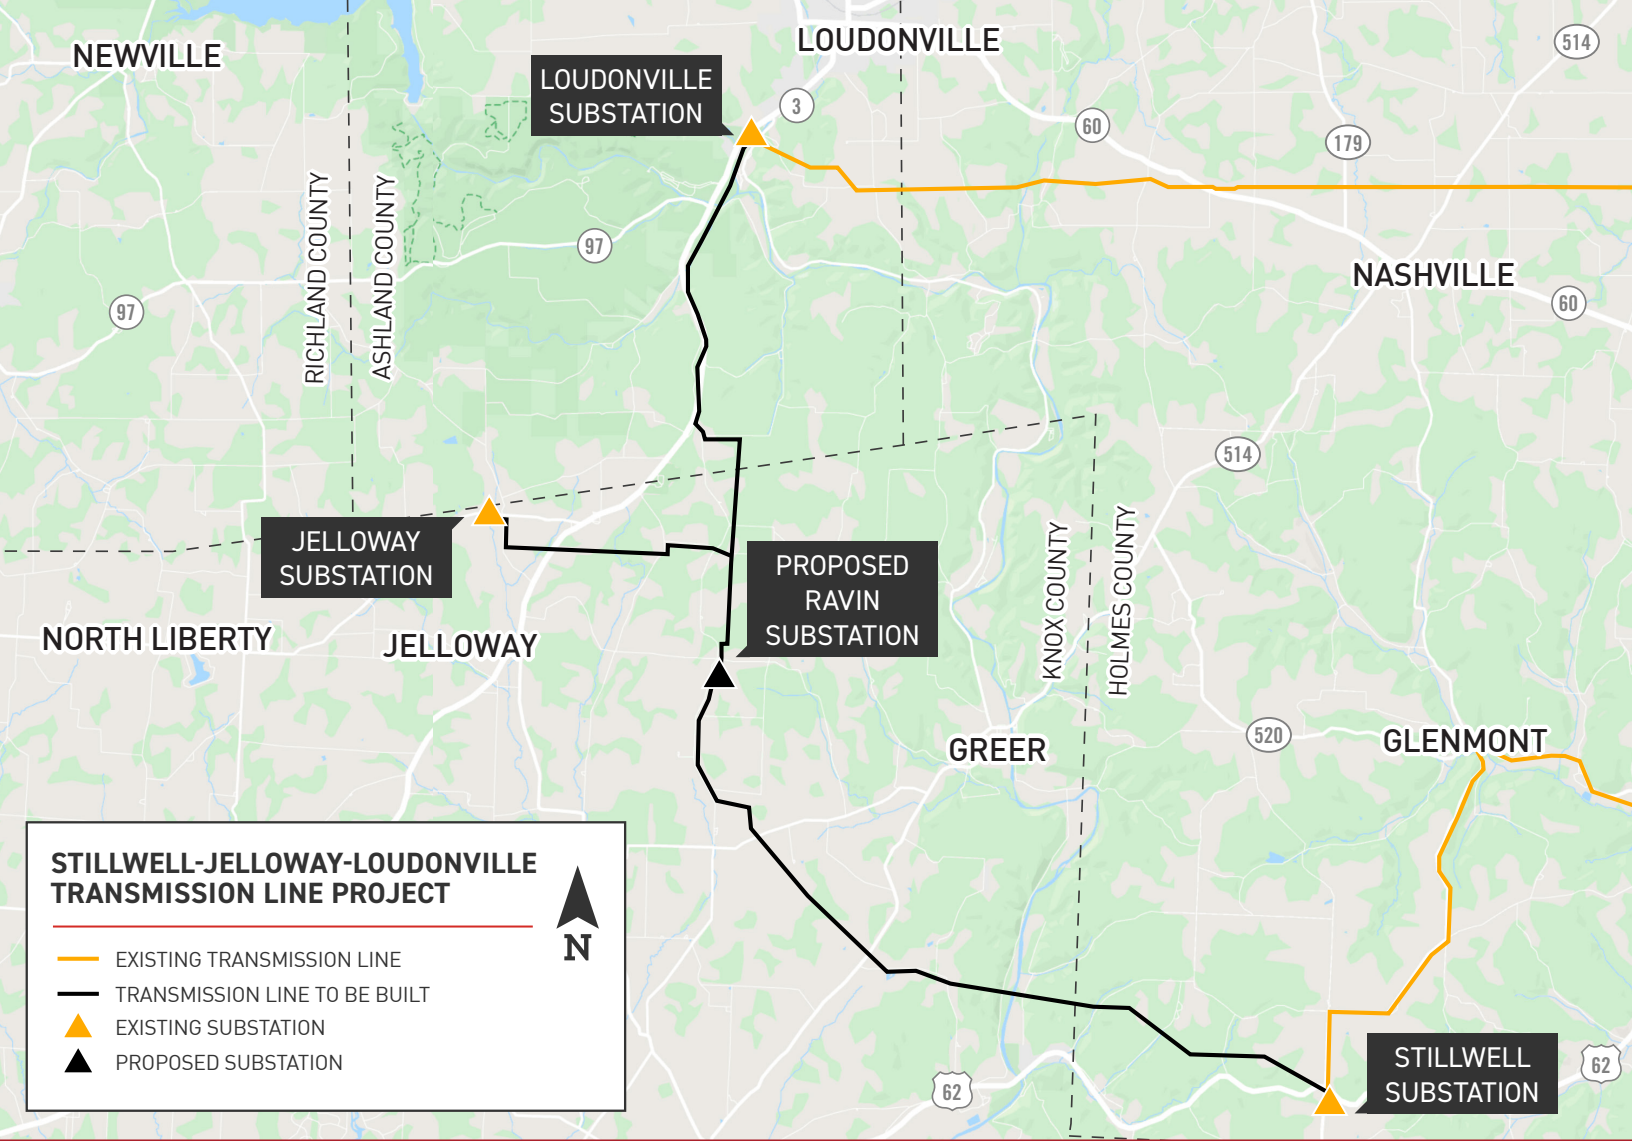 NEWVILLE
LOUDONVILLE
514
LOUDONVILLE
SUBSTATION
3
60
179
RICHLAND COUNTY
ASHLAND COUNTY
97
97
NASHVILLE
60
514
JELLOWAY
SUBSTATION
PROPOSED
RAVIN
SUBSTATION
KNOX COUNTY
HOLMES COUNTY
NORTH LIBERTY
JELLOWAY
GREER
520
GLENMONT
STILLWELL-JELLOWAY-LOUDONVILLE
TRANSMISSION LINE PROJECT
N
EXISTING TRANSMISSION LINE
TRANSMISSION LINE TO BE BUILT
EXISTING SUBSTATION
PROPOSED SUBSTATION
62
STILLWELL
SUBSTATION
62